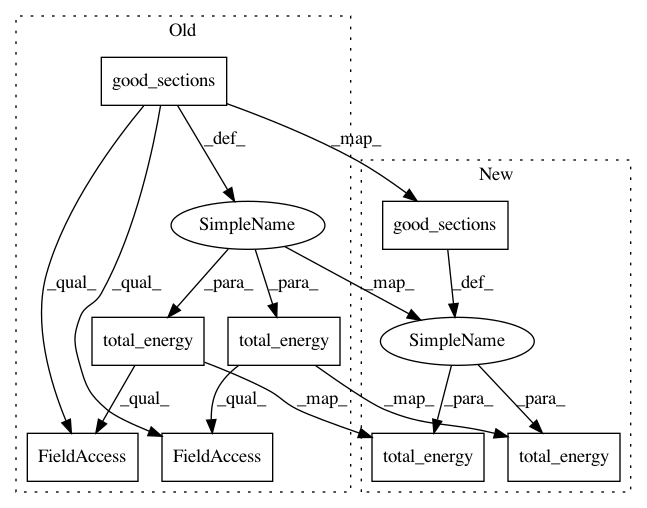 Old
good_sections
_def_
_map_
New
SimpleName
good_sections
_qual_
_qual_
_para_
_para_
_map_
_def_
total_energy
total_energy
SimpleName
_qual_
_qual_
_map_
_map_
_para_
_para_
FieldAccess
FieldAccess
total_energy
total_energy